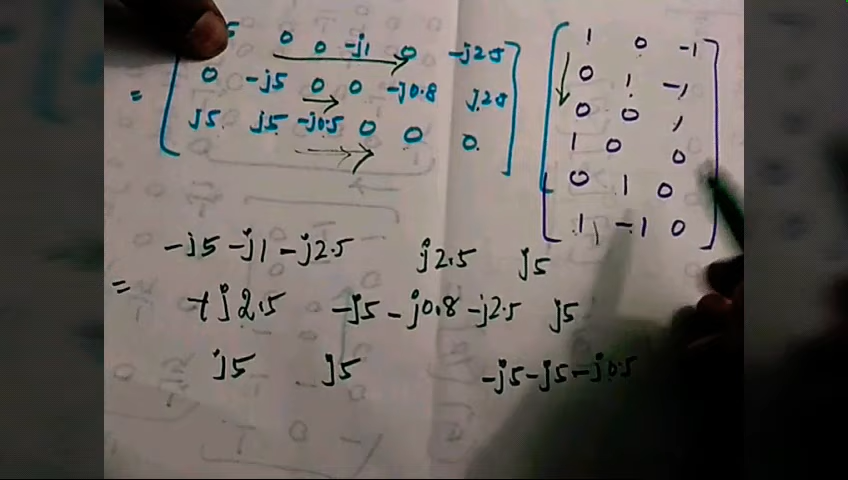 5 0 0 -j1 0 -j2.5 1 0 -1
= 0 -j5 0 0 -j0.8 j2.5 0 1 -1
j5 j5 -j0.5 0 0 0 0 0 1
1 0 0
0 1 0
1 -1 0
-j5 -j1 -j2.5 j2.5 j5
= +j2.5 -j5 -j0.8 -j2.5 j5
j5 j5 -j5 -j5 -j0.5